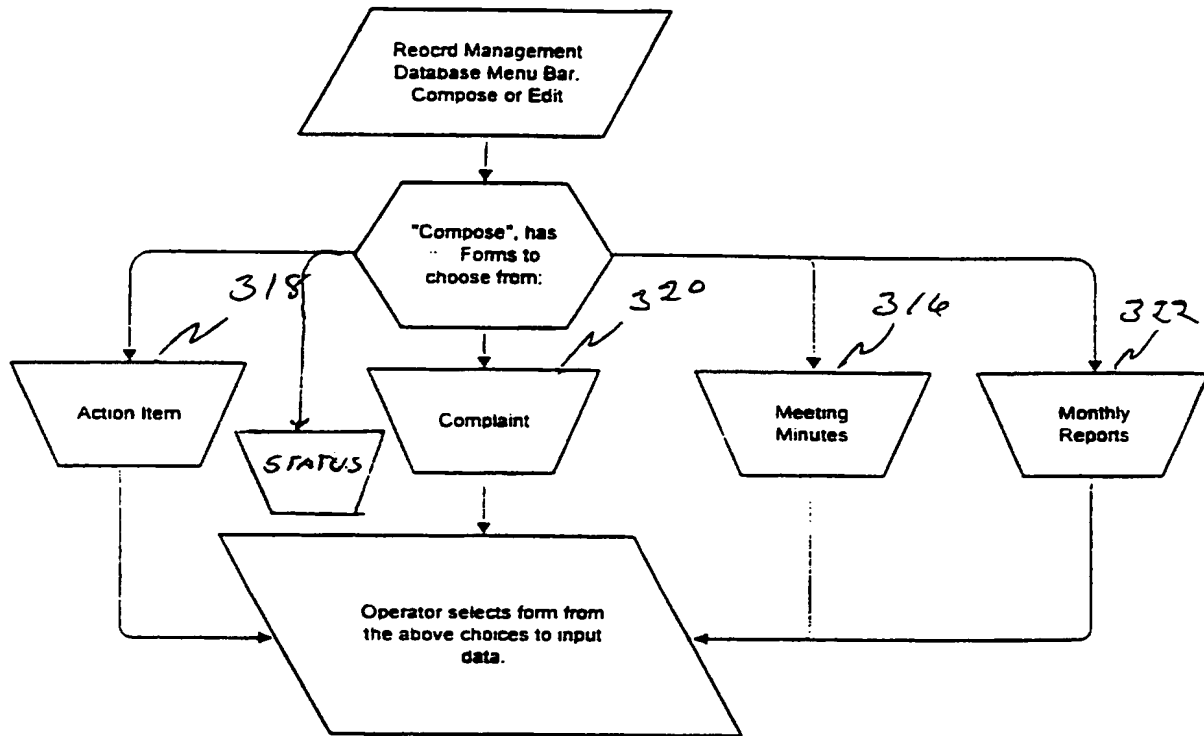 Reocrd Management
Database Menu Bar.
Compose or Edit
"Compose", has
Forms to
choose from:
318
320
316
322
Action Item
STATUS
Complaint
Meeting
Minutes
Monthly
Reports
Operator selects form from
the above choices to input
data.